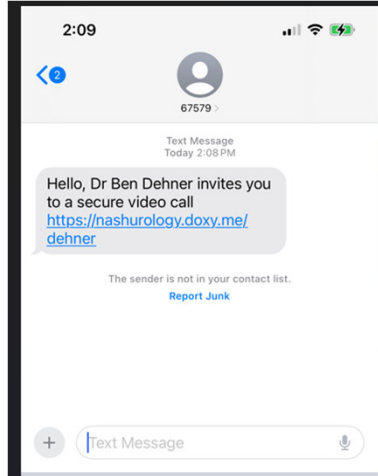 2:09
2
67579
Text Message
Today 2:08 PM
Hello, Dr Ben Dehner invites you
to a secure video call
https://nashurology.doxy.me/
dehner
The sender is not in your contact list.
Report Junk
Text Message